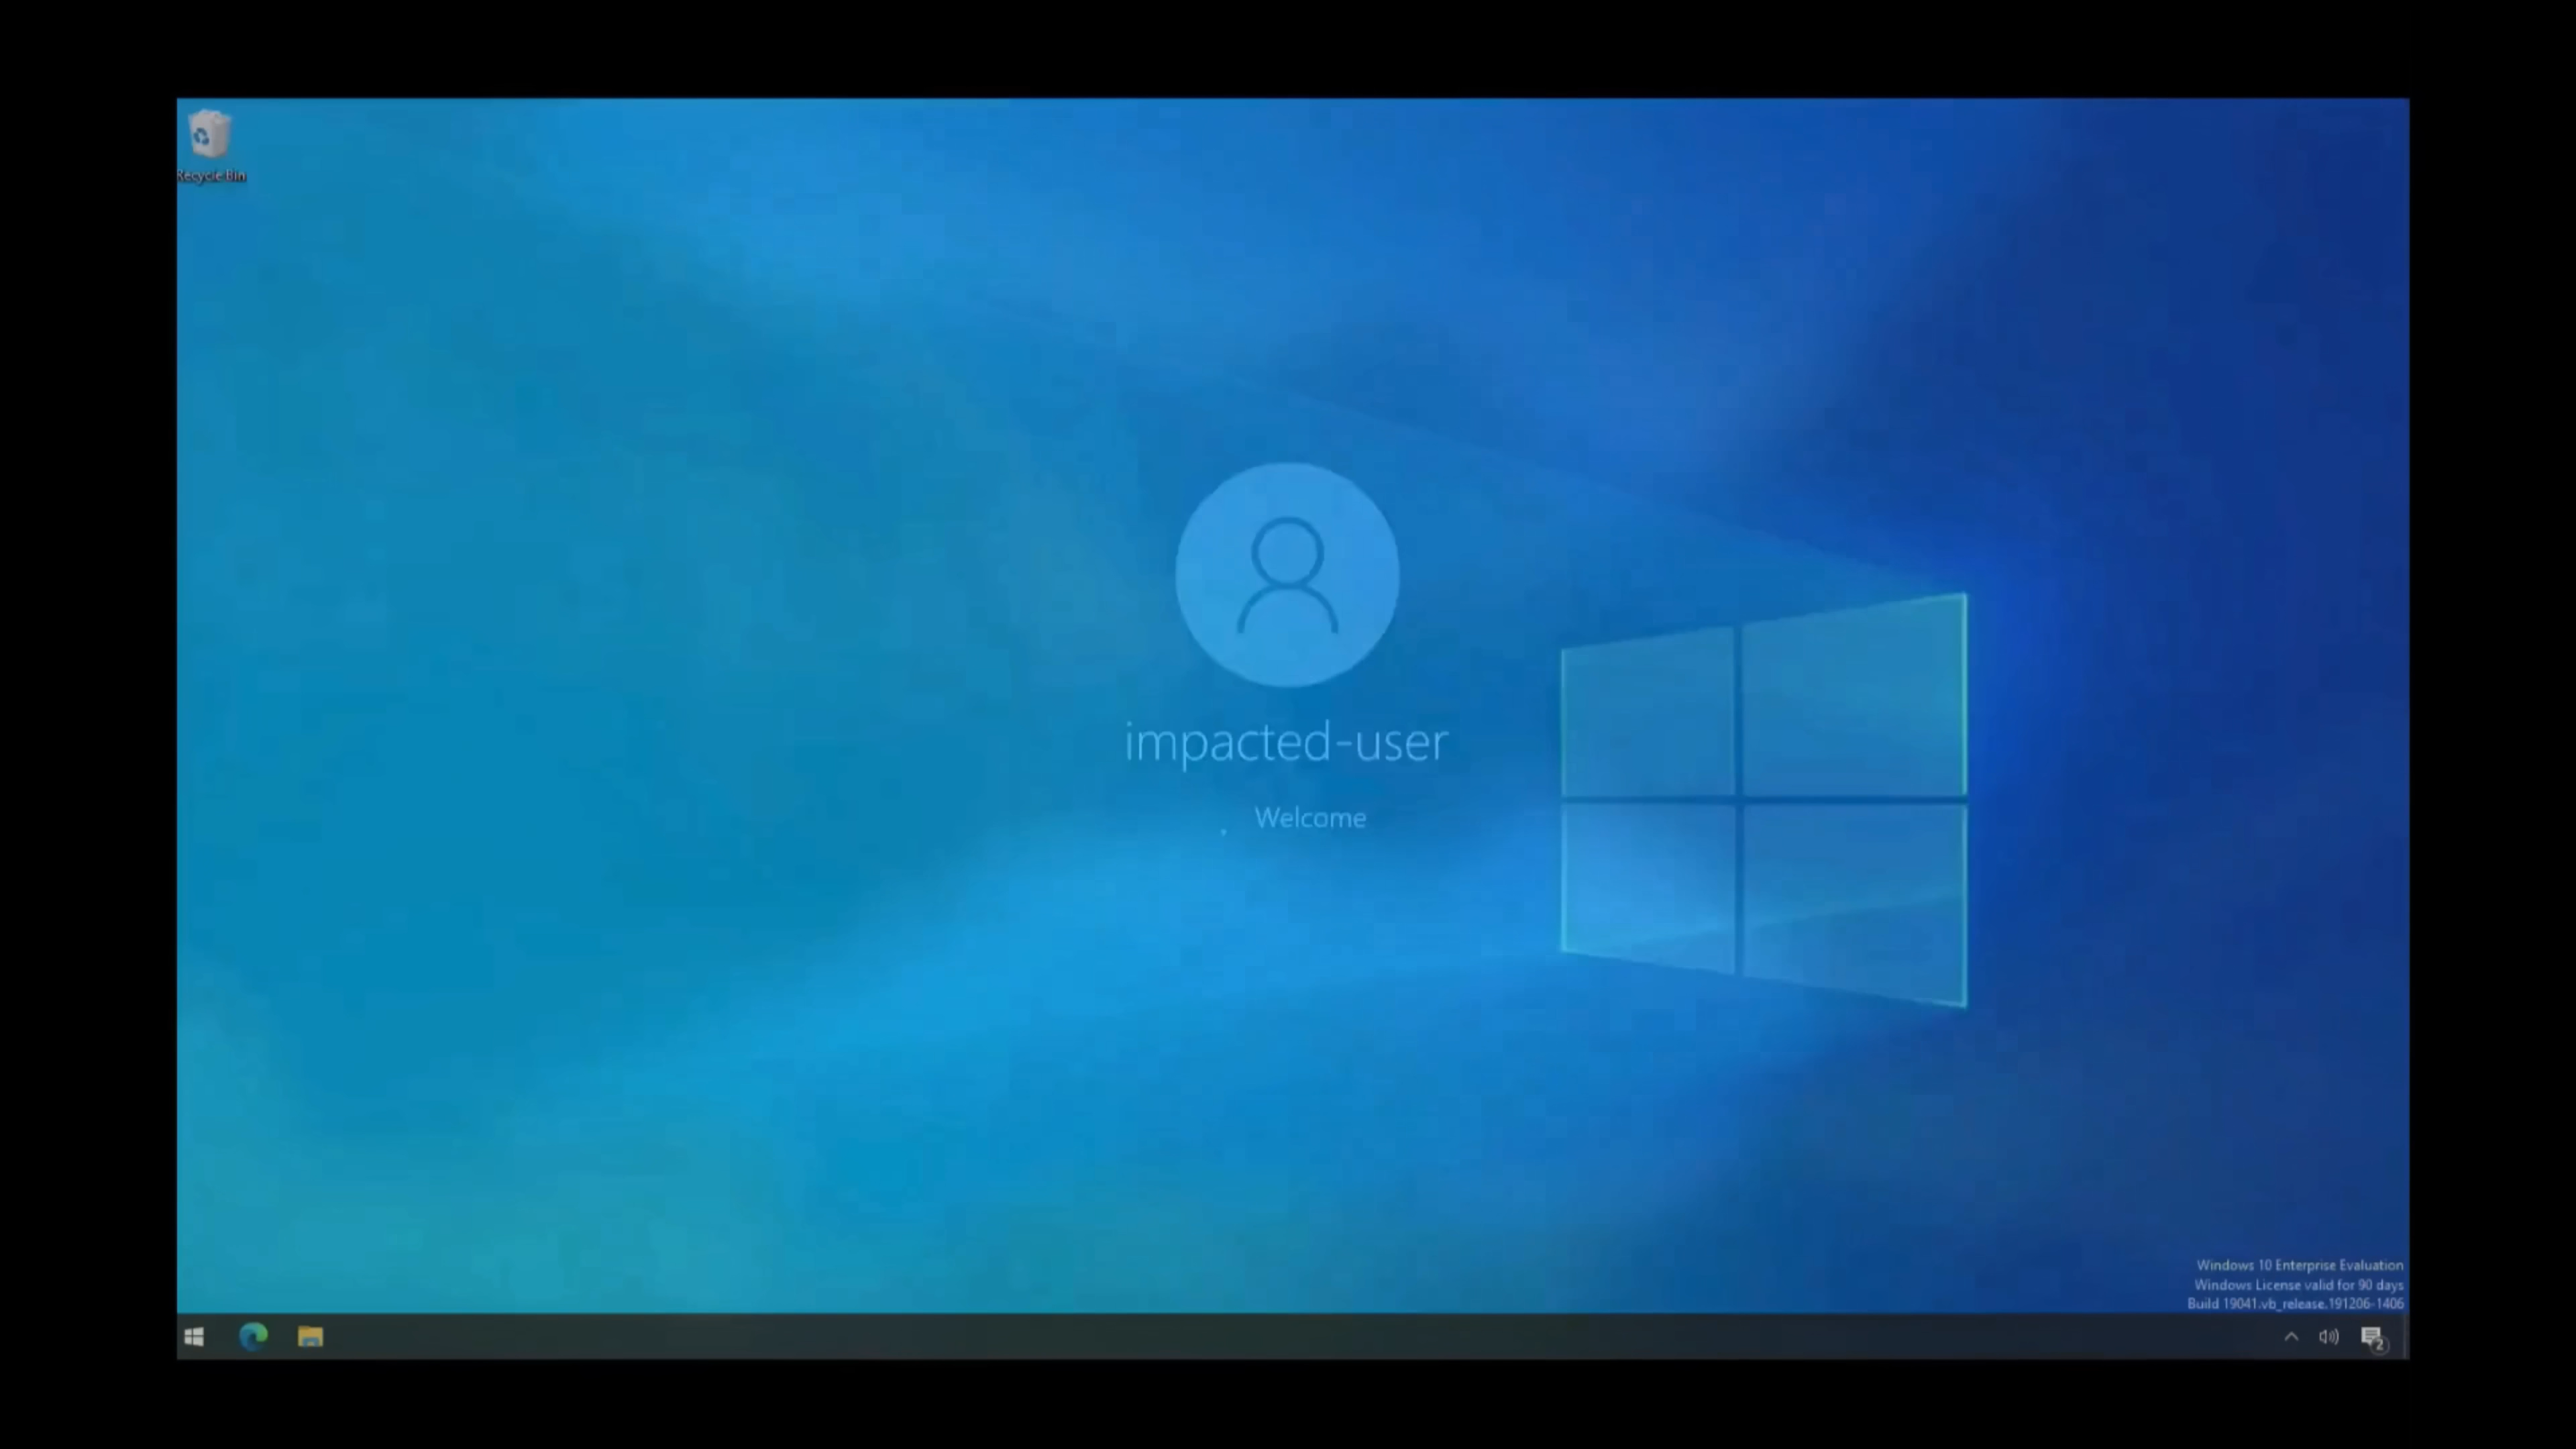 Recycle Bin
impacted-user
Welcome
Windows 10 Enterprise Evaluation
Windows License valid for 90 days
Build 19041.vb_release.191206-1406
2